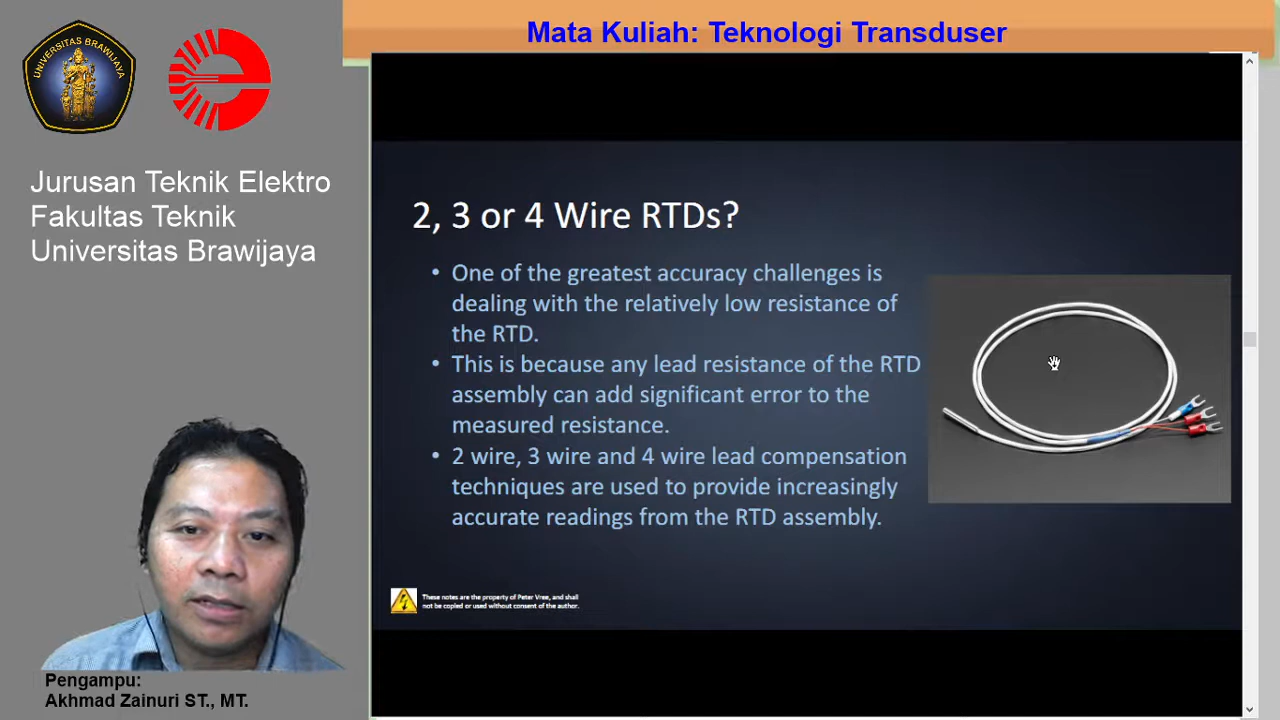 Mata Kuliah: Teknologi Transduser
UNIVERSITAS BRAWIJAYA
Jurusan Teknik Elektro
Fakultas Teknik
Universitas Brawijaya
2, 3 or 4 Wire RTDs?
• One of the greatest accuracy challenges is
dealing with the relatively low resistance of
the RTD.
• This is because any lead resistance of the RTD
assembly can add significant error to the
measured resistance.
• 2 wire, 3 wire and 4 wire lead compensation
techniques are used to provide increasingly
accurate readings from the RTD assembly.
These notes are the property of Peter Vree, and shall
not be copied or used without consent of the author.
Pengampu:
Akhmad Zainuri ST., MT.